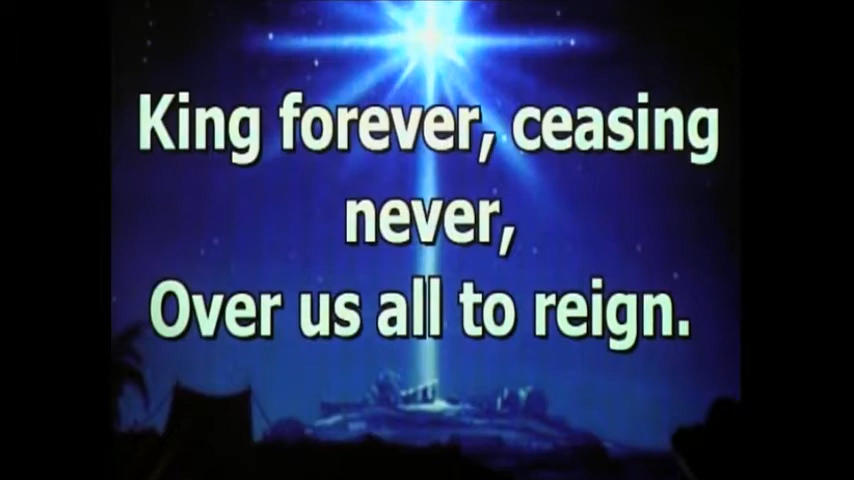 King forever, ceasing
never,
Over us all to reign.